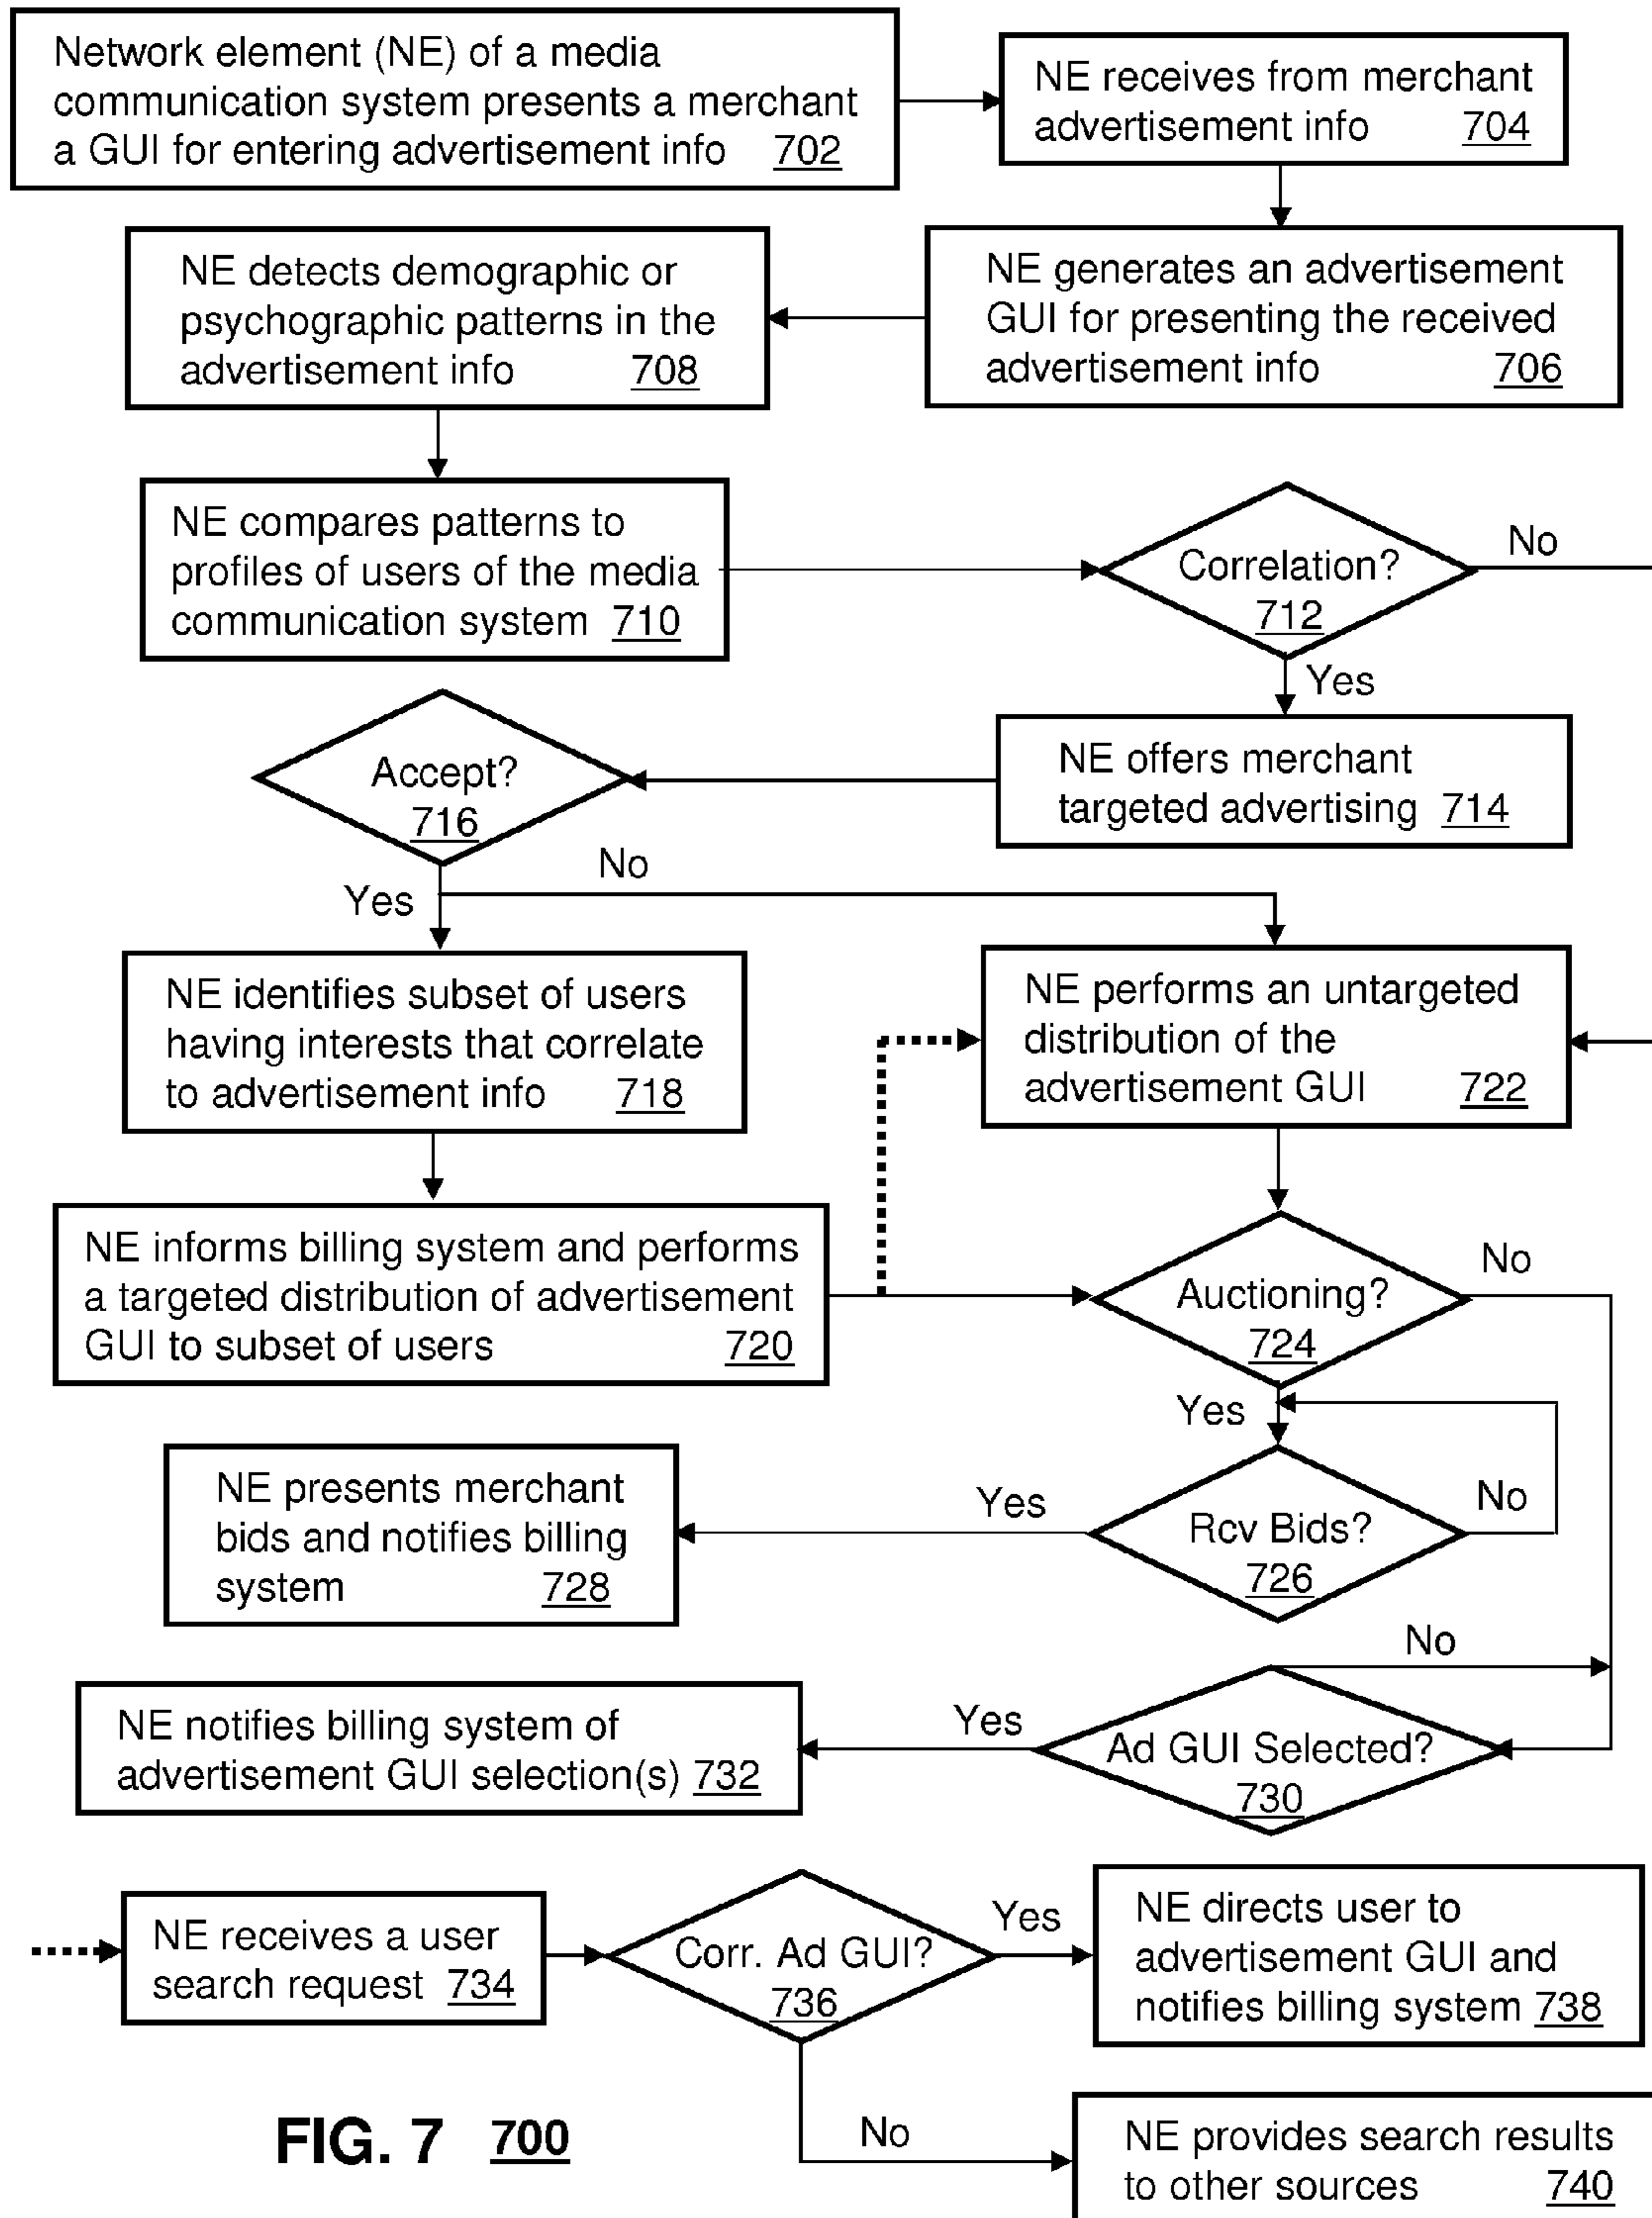 Network element (NE) of a media
communication system presents a merchant
a GUI for entering advertisement info 702
NE receives from merchant
advertisement info 704
NE generates an advertisement
GUI for presenting the received
advertisement info 706
NE detects demographic or
psychographic patterns in the
advertisement info 708
NE compares patterns to
profiles of users of the media
communication system 710
Correlation?
712
No
Yes
NE offers merchant
targeted advertising 714
Accept?
716
No
Yes
NE identifies subset of users
having interests that correlate
to advertisement info 718
NE performs an untargeted
distribution of the
advertisement GUI 722
NE informs billing system and performs
a targeted distribution of advertisement
GUI to subset of users 720
Auctioning?
724
No
Yes
Rcv Bids?
726
No
Yes
NE presents merchant
bids and notifies billing
system 728
No
Ad GUI Selected?
730
Yes
NE notifies billing system of
advertisement GUI selection(s) 732
NE receives a user
search request 734
Corr. Ad GUI?
736
Yes
NE directs user to
advertisement GUI and
notifies billing system 738
No
NE provides search results
to other sources 740
FIG. 7 700